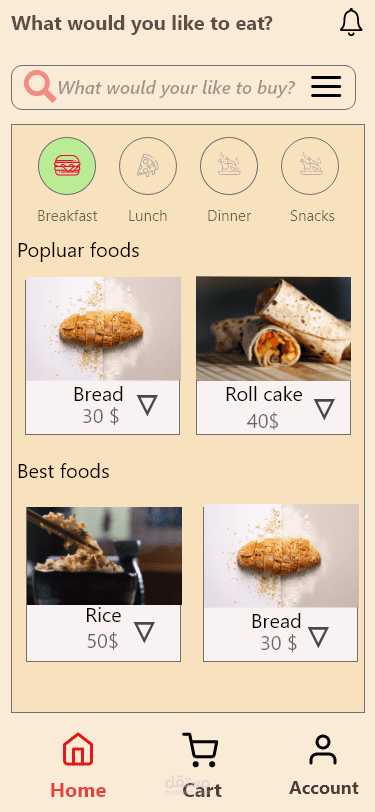 What would you like to eat?
What would your like to buy?
Breakfast
Lunch
Dinner
Snacks
Popluar foods
Bread
30 $
Roll cake
40$
Best foods
Rice
50$
Bread
30 $
Home
Cart
Account
مستقل